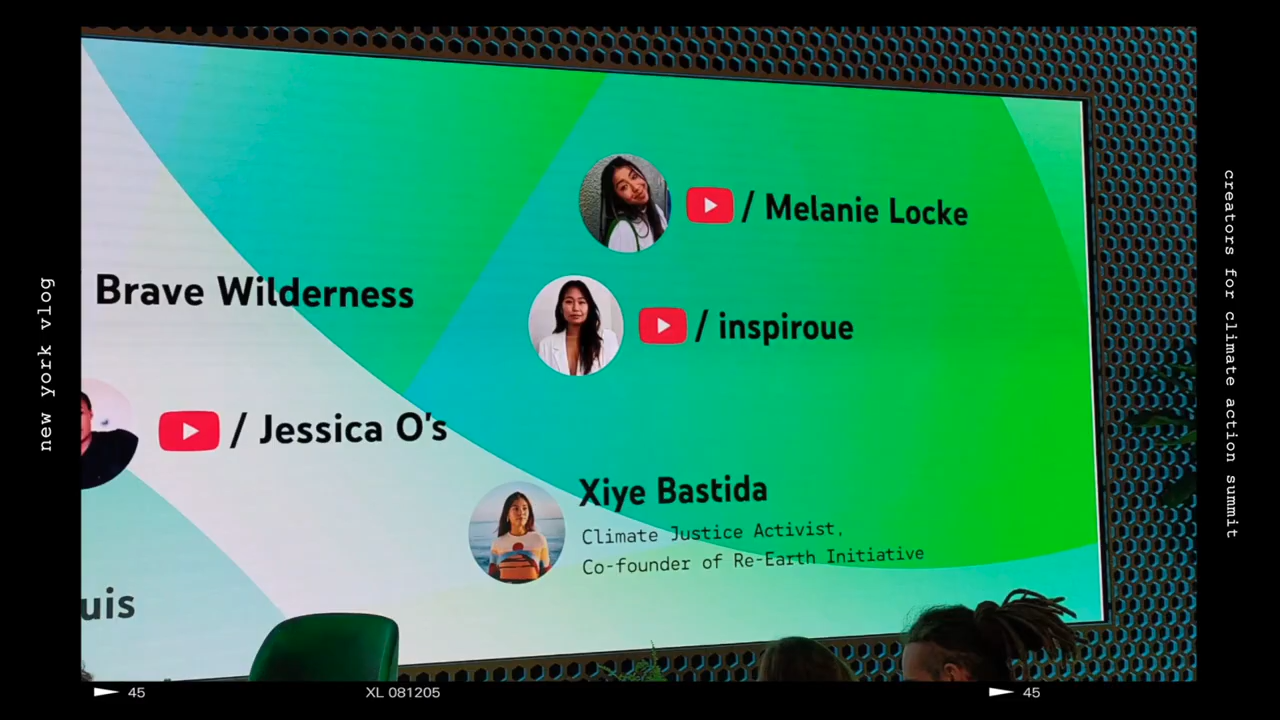 new york vlog
Brave Wilderness
/ Jessica O's
uis
/ Melanie Locke
/ inspiroue
Xiye Bastida
Climate Justice Activist,
Co-founder of Re-Earth Initiative
creators for climate action summit
45
XL 081205
45